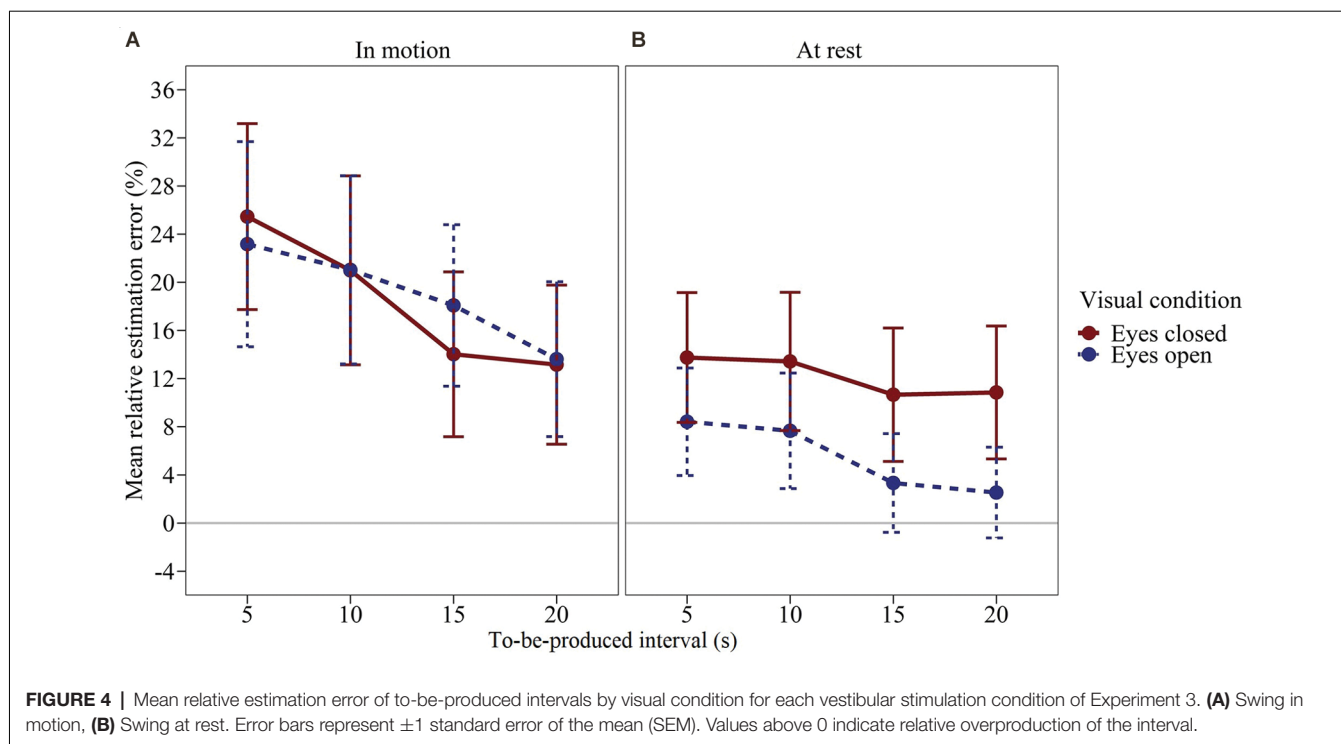 A
In motion
B
At rest
Mean relative estimation error (%)
36
32
28
24
20
16
12
8
4
0
-4
5 10 15 20
5 10 15 20
To-be-produced interval (s)
Visual condition
Eyes closed
Eyes open
FIGURE 4 | Mean relative estimation error of to-be-produced intervals by visual condition for each vestibular stimulation condition of Experiment 3. (A) Swing in
motion, (B) Swing at rest. Error bars represent ±1 standard error of the mean (SEM). Values above 0 indicate relative overproduction of the interval.